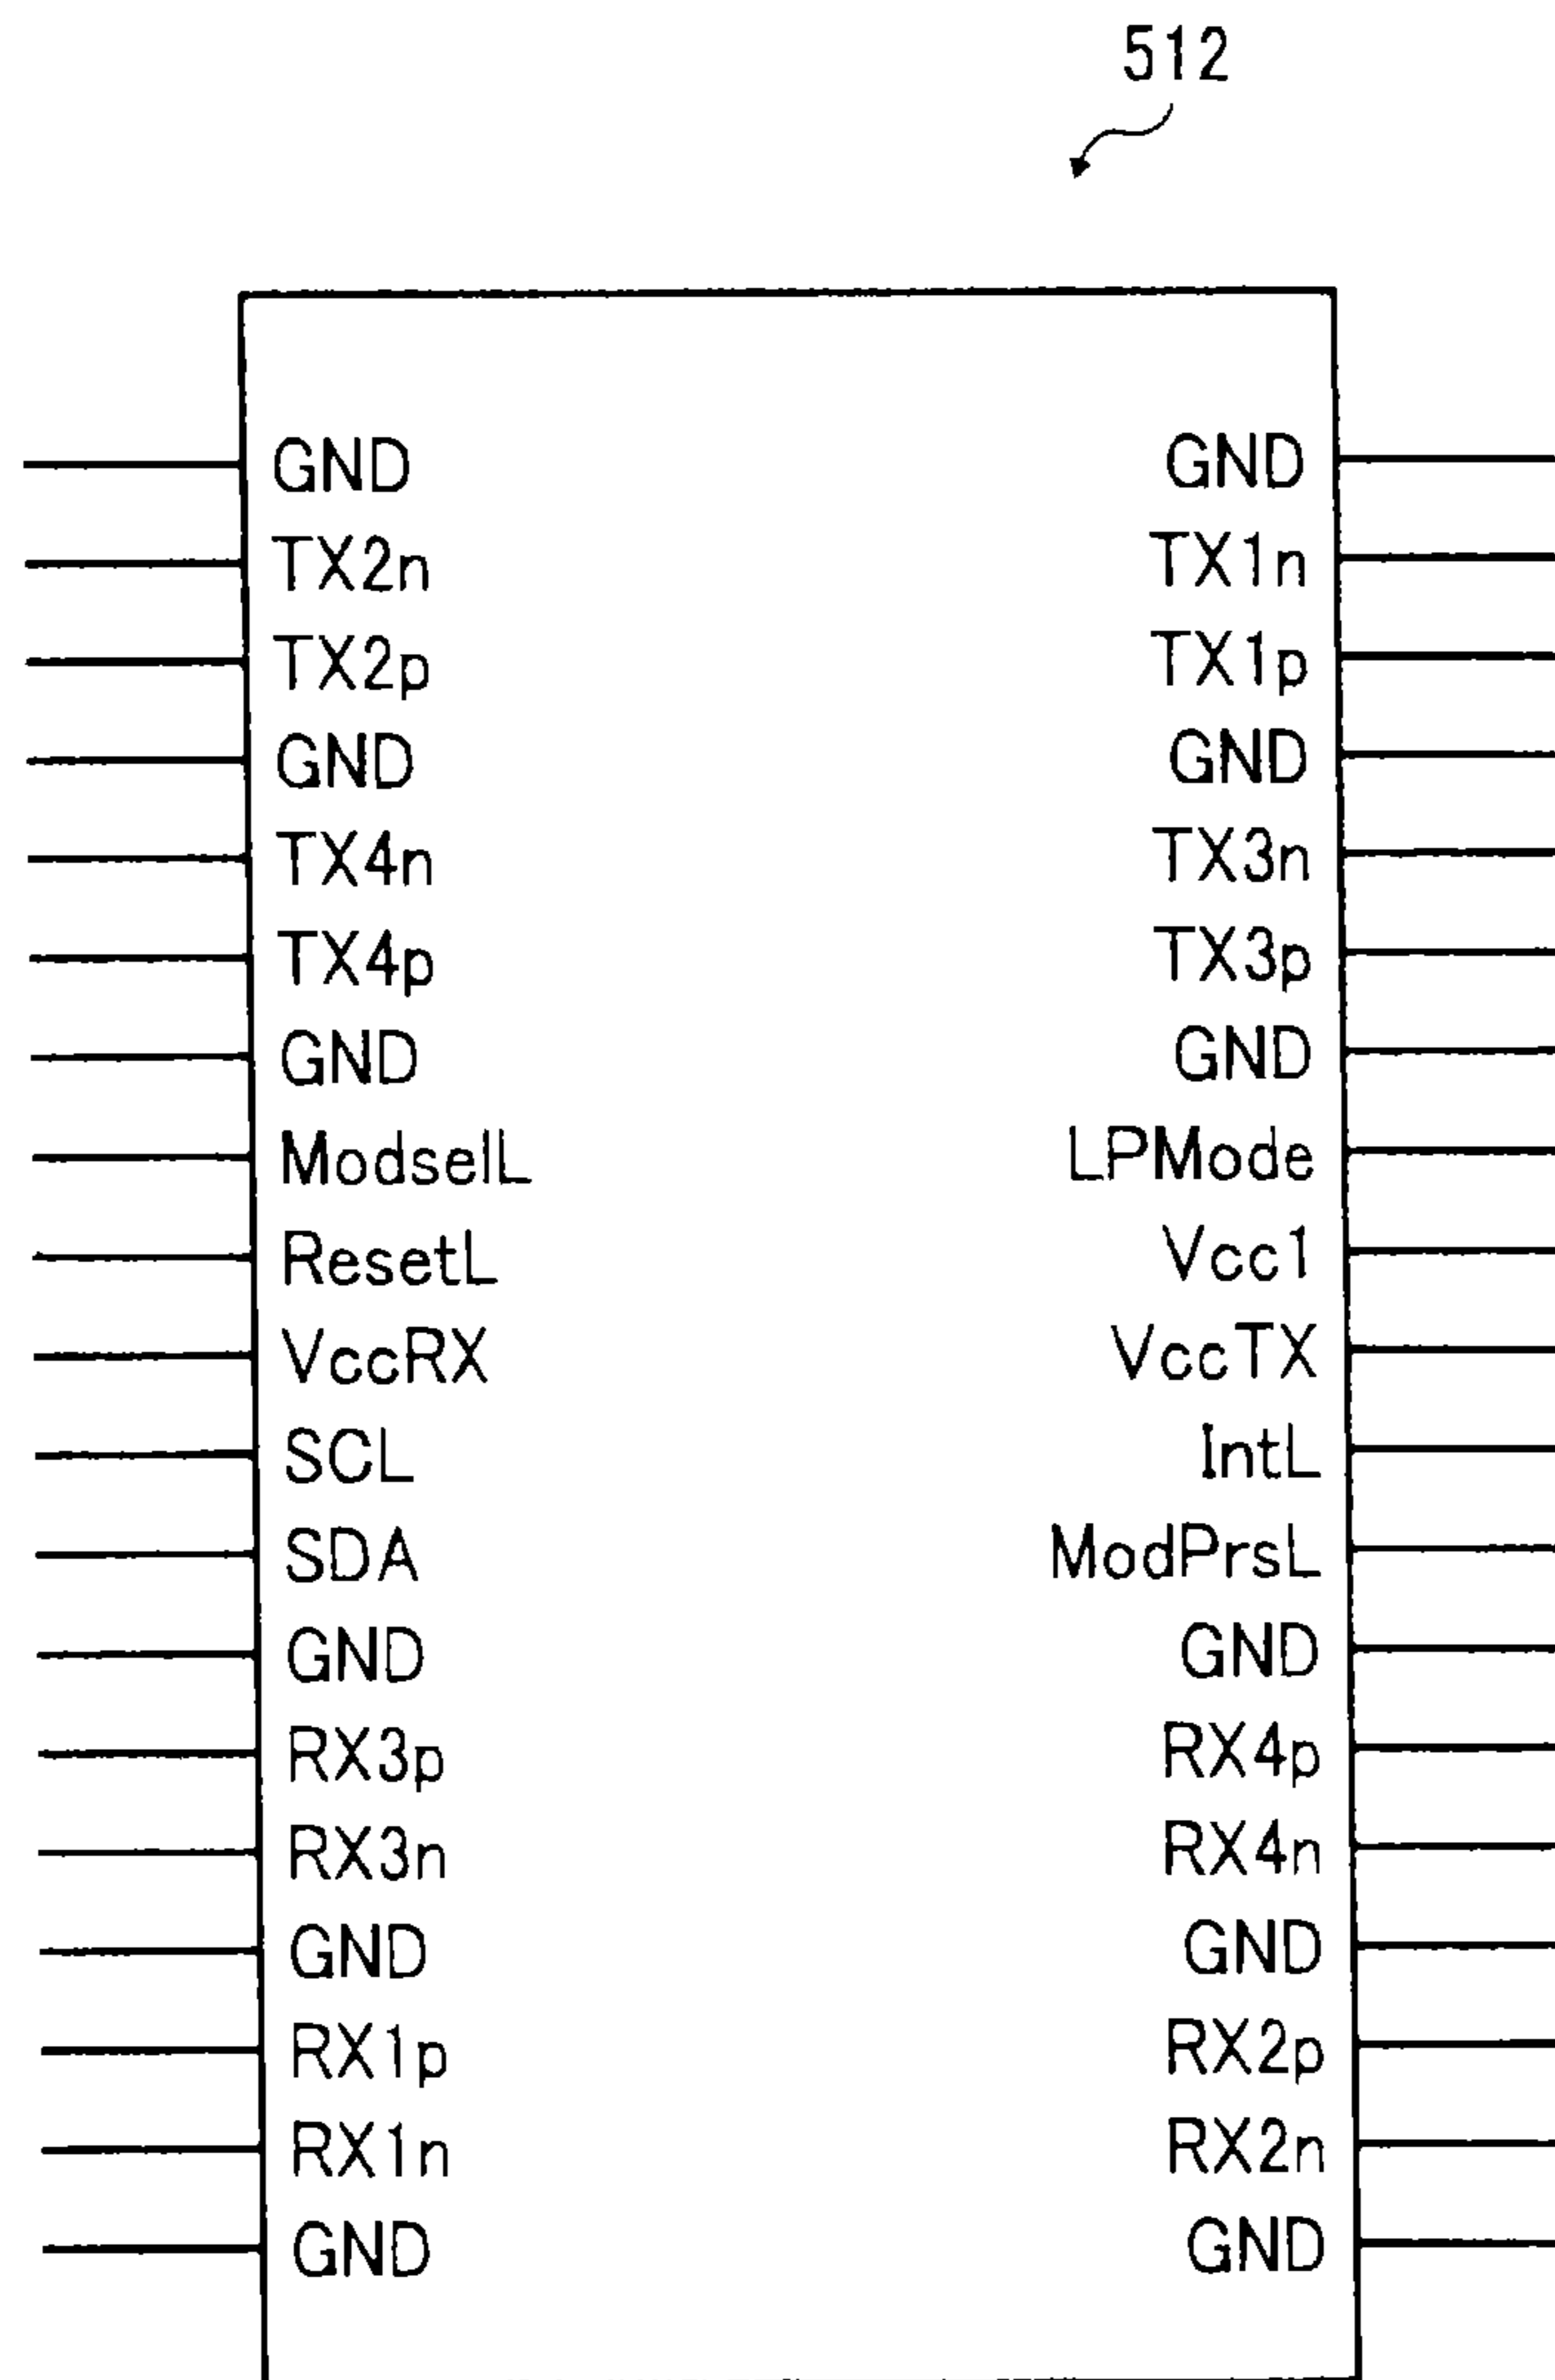 512
GND GND
TX2n TX1n
TX2p TX1p
GND GND
TX4n TX3n
TX4p TX3p
GND GND
ModselL LPMode
ResetL Vcc1
VccRX VccTX
SCL IntL
SDA ModPrsL
GND GND
RX3p RX4p
RX3n RX4n
GND GND
RX1p RX2p
RX1n RX2n
GND GND